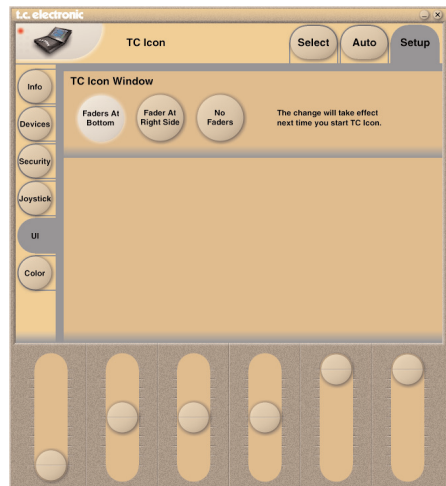 t.c. electronic
TC Icon
Select
Auto
Setup
Info
Devices
Security
Joystick
UI
Color
TC Icon Window
Faders At
Bottom
Fader At
Right Side
No
Faders
The change will take effect
next time you start TC Icon.